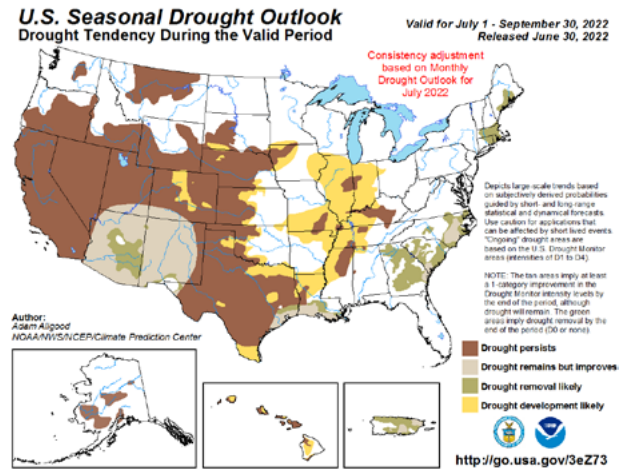 U.S. Seasonal Drought Outlook
Drought Tendency During the Valid Period
Valid for July 1 - September 30, 2022
Released June 30, 2022
Consistency adjustment
based on Monthly
Drought Outlook for
July 2022
Depicts large-scale trends based
on subjectively derived probabilities
guided by short- and long-range
statistical and dynamical forecasts.
Use caution for applications that
can be affected by short lived events.
"Ongoing" drought areas are
based on the U.S. Drought Monitor
areas (intensities of D1 to D4).
NOTE: The tan areas imply at least
a 1-category improvement in the
Drought Monitor intensity levels by
the end of the period, although
drought will remain. The green
areas imply drought removal by the
end of the period (D0 or none).
Author:
Adam Allgood
NOAA/NWS/NCEP/Climate Prediction Center
Drought persists
Drought remains but improves
Drought removal likely
Drought development likely
http://go.usa.gov/3eZ73